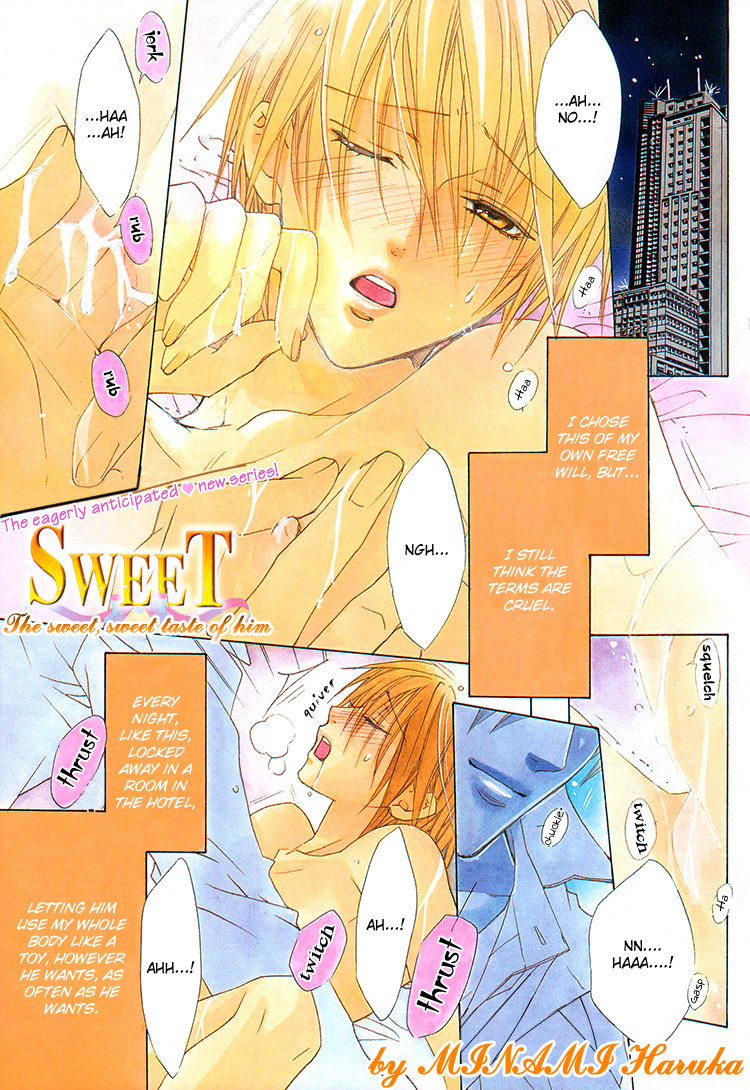 ...AH...
NO...!
...HAA
...AH!
jerk
rub
rub
Haa
Haa
I CHOSE
THIS OF MY
OWN FREE
WILL, BUT...
I STILL
THINK THE
TERMS ARE
CRUEL.
NGH...
The eagerly anticipated ♥ new series!
SWEET
The sweet, sweet taste of him
squelch
twitch
Ha
Gasp
NN....
HAAA....!
chuckle
quiver
EVERY
NIGHT,
LIKE THIS,
LOCKED
AWAY IN A
ROOM IN
THE HOTEL,
thrust
AH...!
thrust
twitch
AHH...!
LETTING HIM
USE MY WHOLE
BODY LIKE A
TOY, HOWEVER
HE WANTS, AS
OFTEN AS HE
WANTS.
by MINAMI Haruka